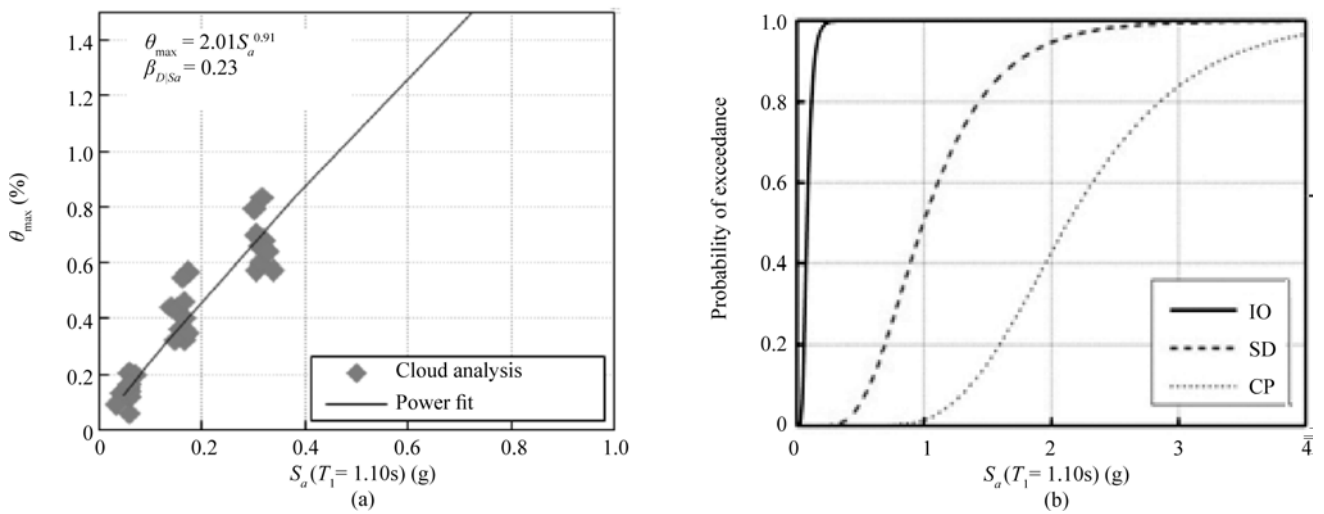 θmax = 2.01Sa^0.91
βD|Sa = 0.23
1.4
1.2
1.0
0.8
0.6
0.4
0.2
0
θmax (%)
Cloud analysis
Power fit
0 0.2 0.4 0.6 0.8 1.0
Sa(T1= 1.10s) (g)
(a)
1.0
0.8
0.6
0.4
0.2
0
Probability of exceedance
IO
SD
CP
0 1 2 3 4
Sa(T1= 1.10s) (g)
(b)